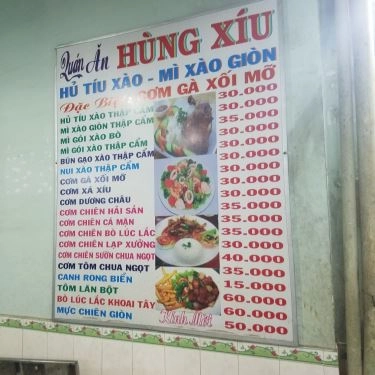 Quán Ăn HÙNG XÍU
HỦ TÍU XÀO - MÌ XÀO GIÒN
Đặc Biệt: CƠM GÀ XỐI MỠ
HỦ TÍU XÀO THẬP CẨM 30.000
MÌ XÀO GIÒN THẬP CẨM 35.000
MÌ GÓI XÀO BÒ 30.000
MÌ GÓI XÀO THẬP CẨM 30.000
BÚN GẠO XÀO THẬP CẨM 30.000
NUI XÀO THẬP CẨM 30.000
CƠM GÀ XỐI MỠ 30.000
CƠM XÁ XÍU 30.000
CƠM DƯƠNG CHÂU 30.000
CƠM CHIÊN HẢI SẢN 35.000
CƠM CHIÊN CÁ MẶN 30.000
CƠM CHIÊN BÒ LÚC LẮC 35.000
CƠM CHIÊN LẠP XƯỞNG 30.000
CƠM CHIÊN SƯỜN CHUA NGỌT 40.000
CƠM TÔM CHUA NGỌT 35.000
CANH RONG BIỂN 15.000
TÔM LĂN BỘT 60.000
BÒ LÚC LẮC KHOAI TÂY 60.000
MỰC CHIÊN GIÒN 50.000
Kính Mời